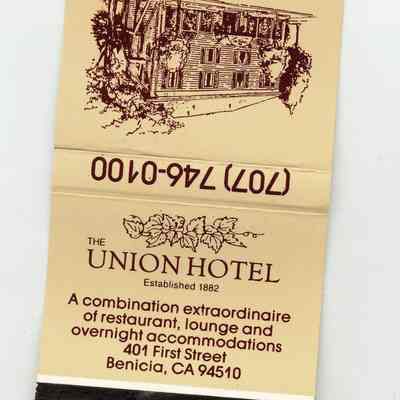 (707) 746-0100
THE
UNION HOTEL
Established 1882
A combination extraordinaire
of restaurant, lounge and
overnight accommodations
401 First Street
Benicia, CA 94510